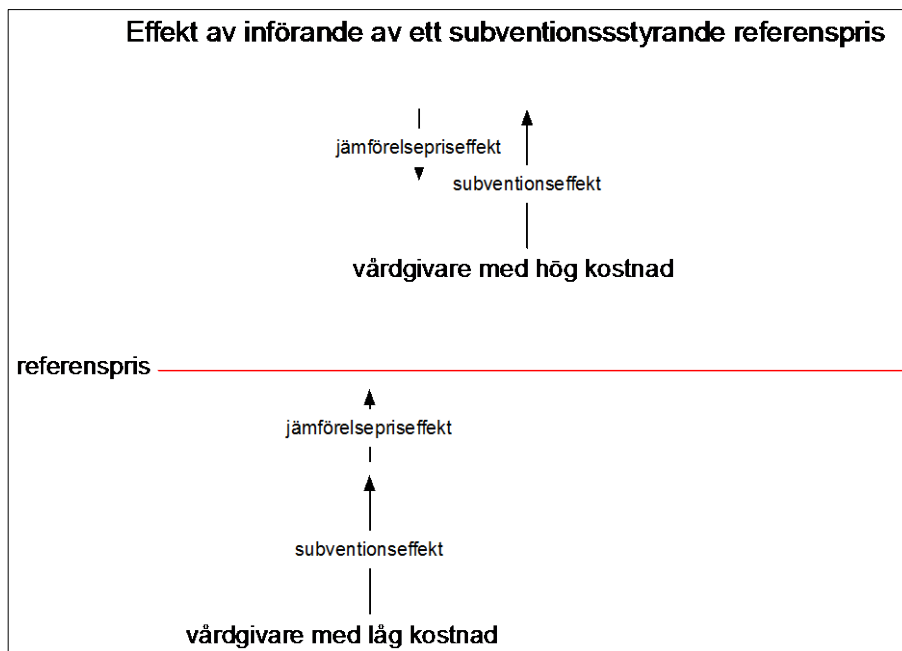 Effekt av införande av ett subventionssstyrande referenspris
jämförelsepriseffekt
subventionseffekt
vårdgivare med hög kostnad
referenspris
jämförelsepriseffekt
subventionseffekt
vårdgivare med låg kostnad